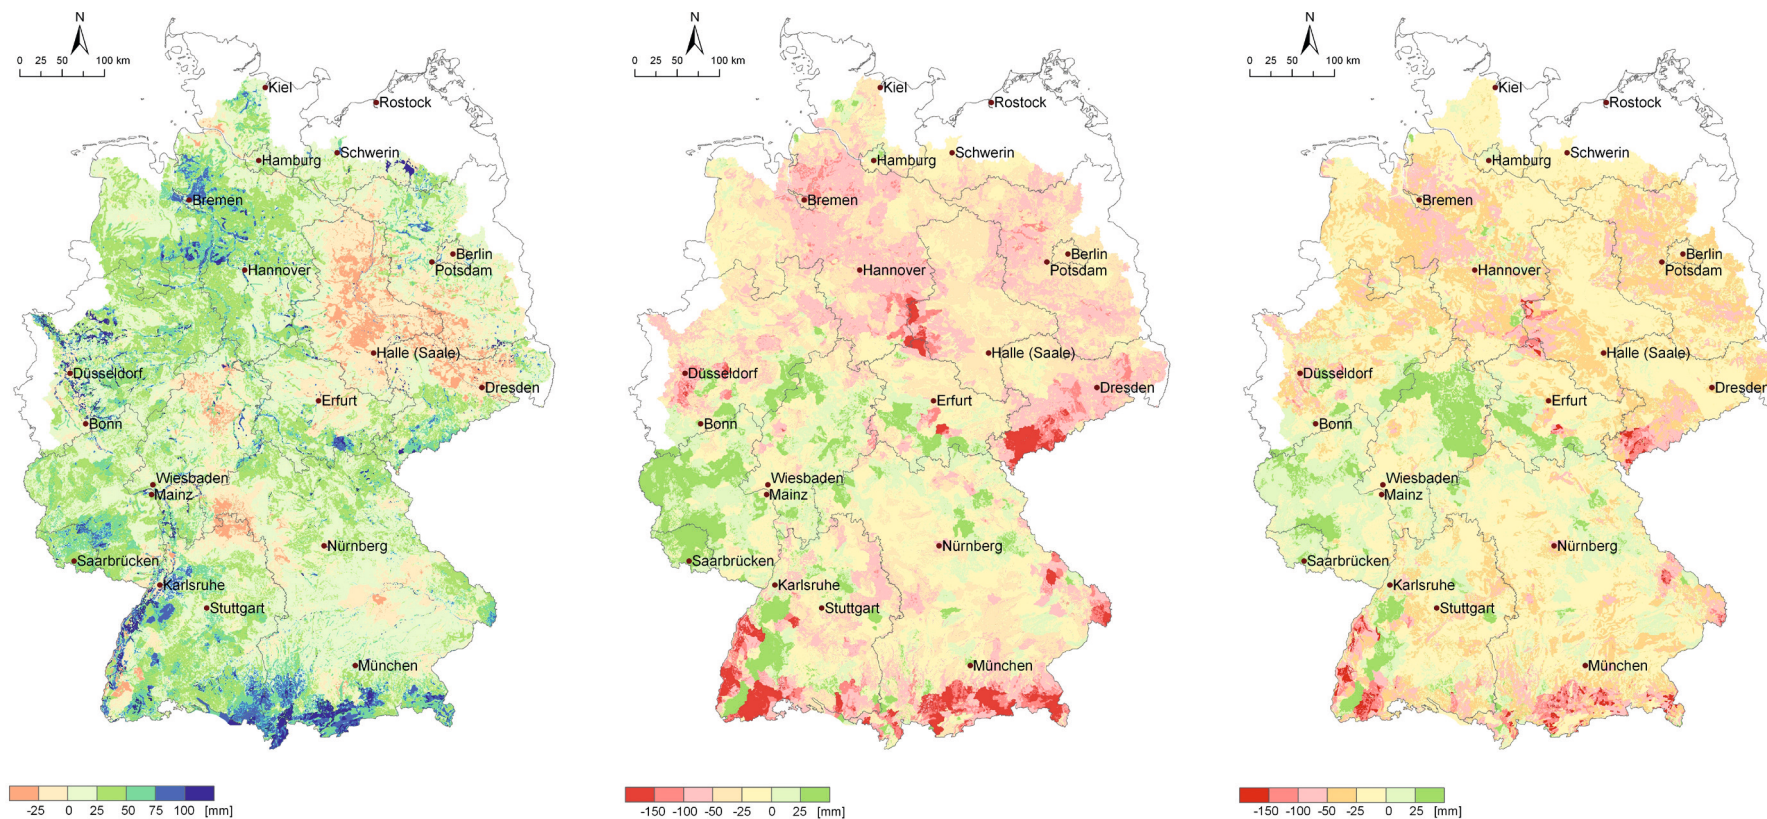 N
0 25 50 100 km
Kiel
Rostock
Hamburg
Schwerin
Bremen
Berlin
Potsdam
Hannover
Halle (Saale)
Düsseldorf
Dresden
Erfurt
Bonn
Wiesbaden
Mainz
Nürnberg
Saarbrücken
Karlsruhe
Stuttgart
München
-25 0 25 50 75 100 [mm]
N
0 25 50 100 km
Kiel
Rostock
Hamburg
Schwerin
Bremen
Berlin
Potsdam
Hannover
Halle (Saale)
Düsseldorf
Dresden
Erfurt
Bonn
Wiesbaden
Mainz
Nürnberg
Saarbrücken
Karlsruhe
Stuttgart
München
-150 -100 -50 -25 0 25 [mm]
N
0 25 50 100 km
Kiel
Rostock
Hamburg
Schwerin
Bremen
Berlin
Potsdam
Hannover
Halle (Saale)
Düsseldorf
Dresden
Erfurt
Bonn
Wiesbaden
Mainz
Nürnberg
Saarbrücken
Karlsruhe
Stuttgart
München
-150 -100 -50 -25 0 25 [mm]